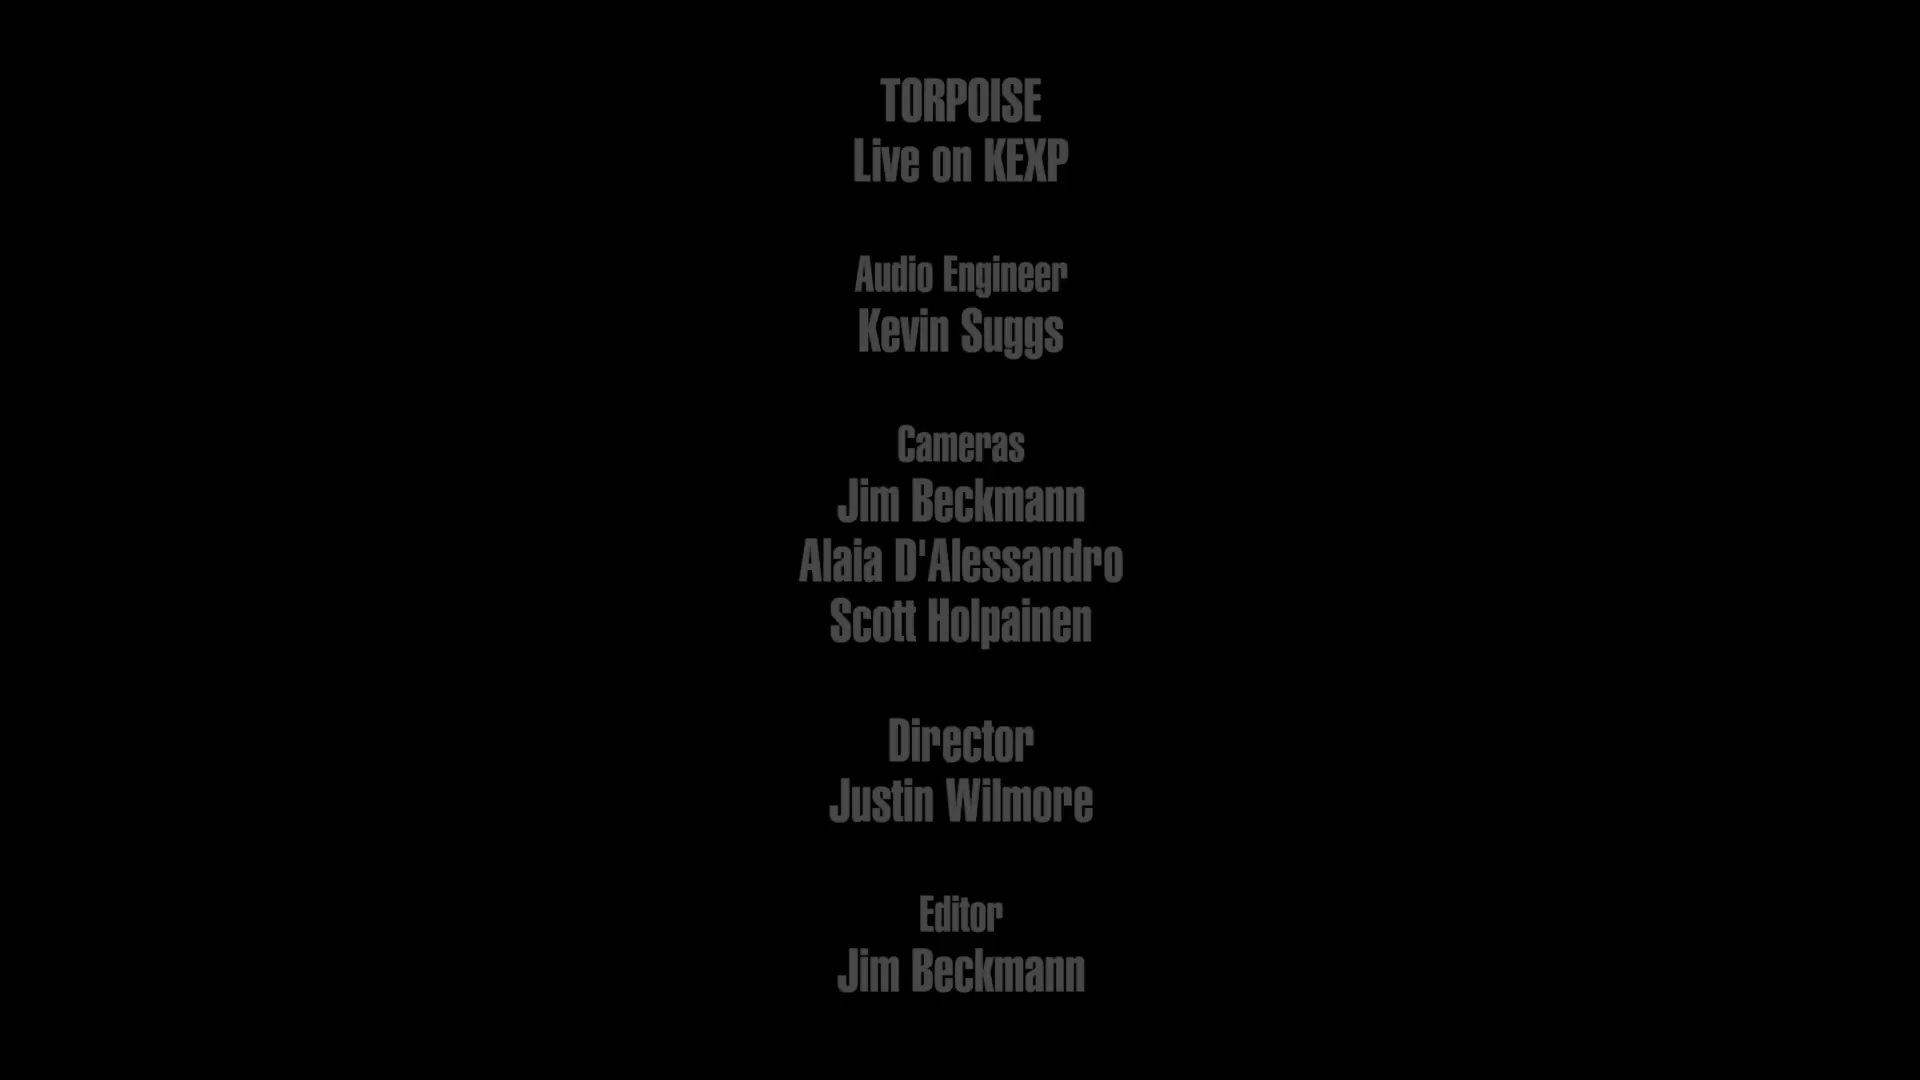 TORPOISE
Live on KEXP
Audio Engineer
Kevin Suggs
Cameras
Jim Beckmann
Alaia D'Alessandro
Scott Holpainen
Director
Justin Wilmore
Editor
Jim Beckmann